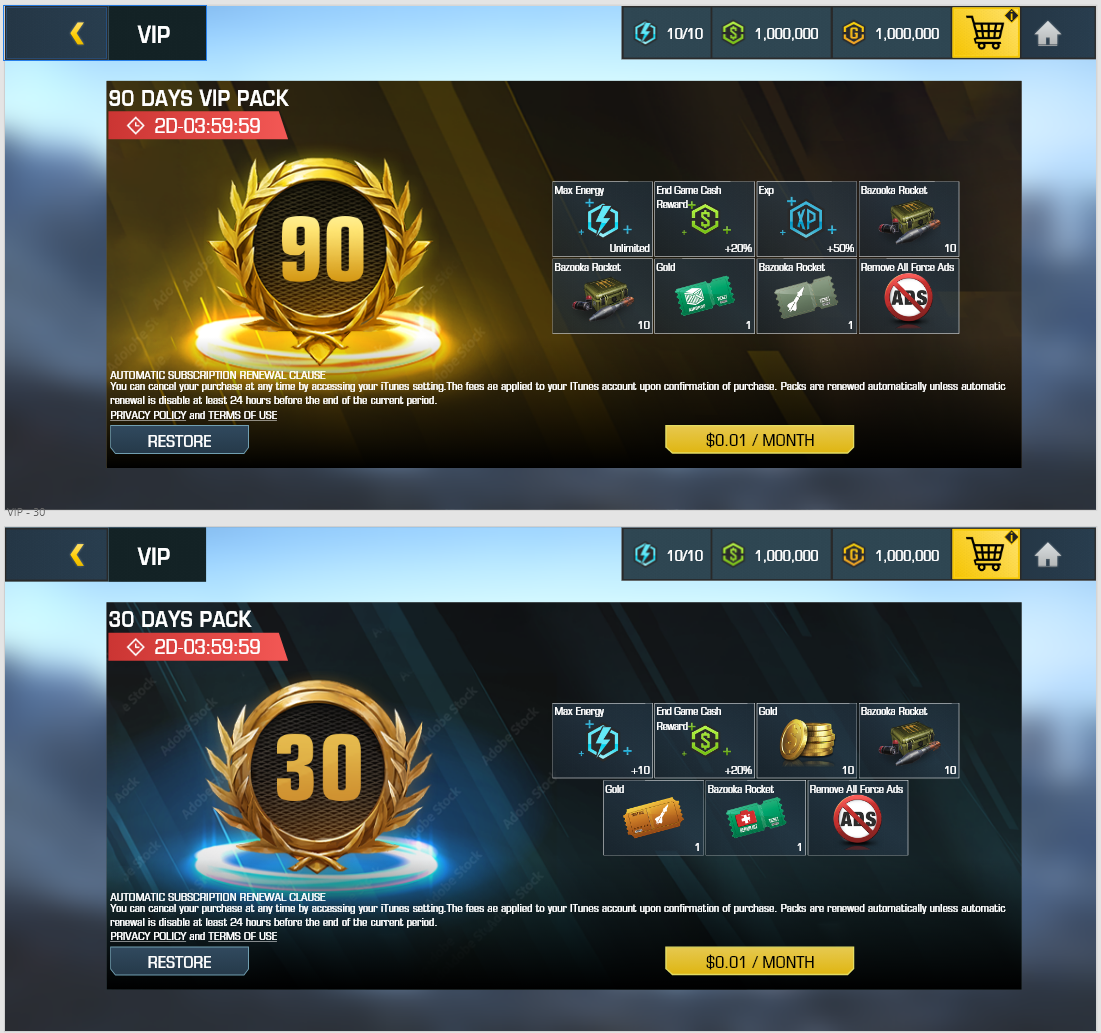 VIP
10/10
1,000,000
1,000,000
90 DAYS VIP PACK
2D-03:59:59
90
Max Energy
Unlimited
End Game Cash
Reward
+20%
Exp
XP
+50%
Bazooka Rocket
10
Bazooka Rocket
10
Gold
1
Bazooka Rocket
1
Remove All Force Ads
ADS
AUTOMATIC SUBSCRIPTION RENEWAL CLAUSE
You can cancel your purchase at any time by accessing your iTunes setting.The fees ae applied to your ITunes account upon confirmation of purchase. Packs are renewed automatically unless automatic
renewal is disable at least 24 hours before the end of the current period.
PRIVACY POLICY and TERMS OF USE
RESTORE
$0.01 / MONTH
VIP - 30
VIP
10/10
1,000,000
1,000,000
30 DAYS PACK
2D-03:59:59
30
Max Energy
+10
End Game Cash
Reward
+20%
Gold
10
Bazooka Rocket
10
Gold
1
Bazooka Rocket
1
Remove All Force Ads
ADS
AUTOMATIC SUBSCRIPTION RENEWAL CLAUSE
You can cancel your purchase at any time by accessing your iTunes setting.The fees ae applied to your ITunes account upon confirmation of purchase. Packs are renewed automatically unless automatic
renewal is disable at least 24 hours before the end of the current period.
PRIVACY POLICY and TERMS OF USE
RESTORE
$0.01 / MONTH